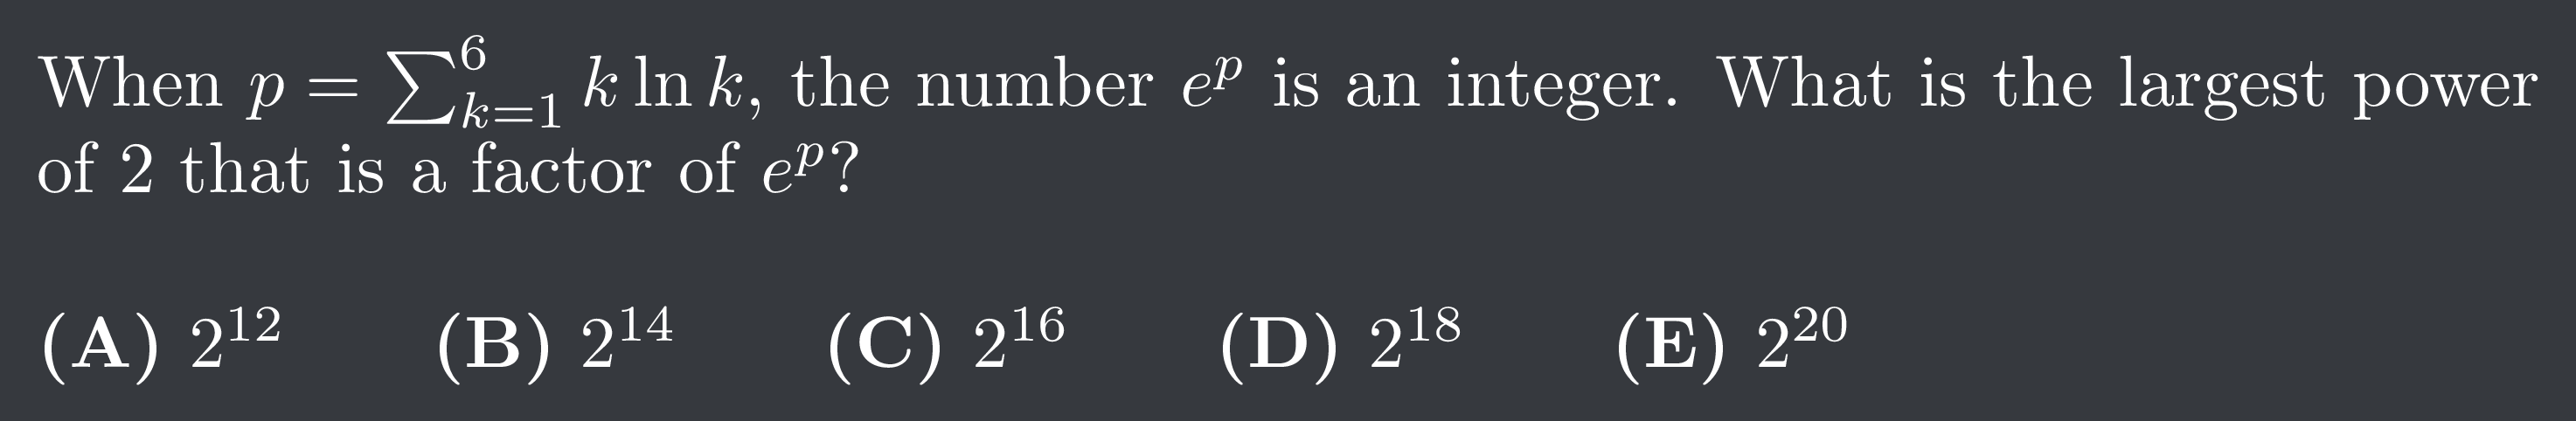 When $p = \sum_{k=1}^{6} k \ln k$, the number $e^p$ is an integer. What is the largest power
of 2 that is a factor of $e^p$?
(A) $2^{12}$ (B) $2^{14}$ (C) $2^{16}$ (D) $2^{18}$ (E) $2^{20}$